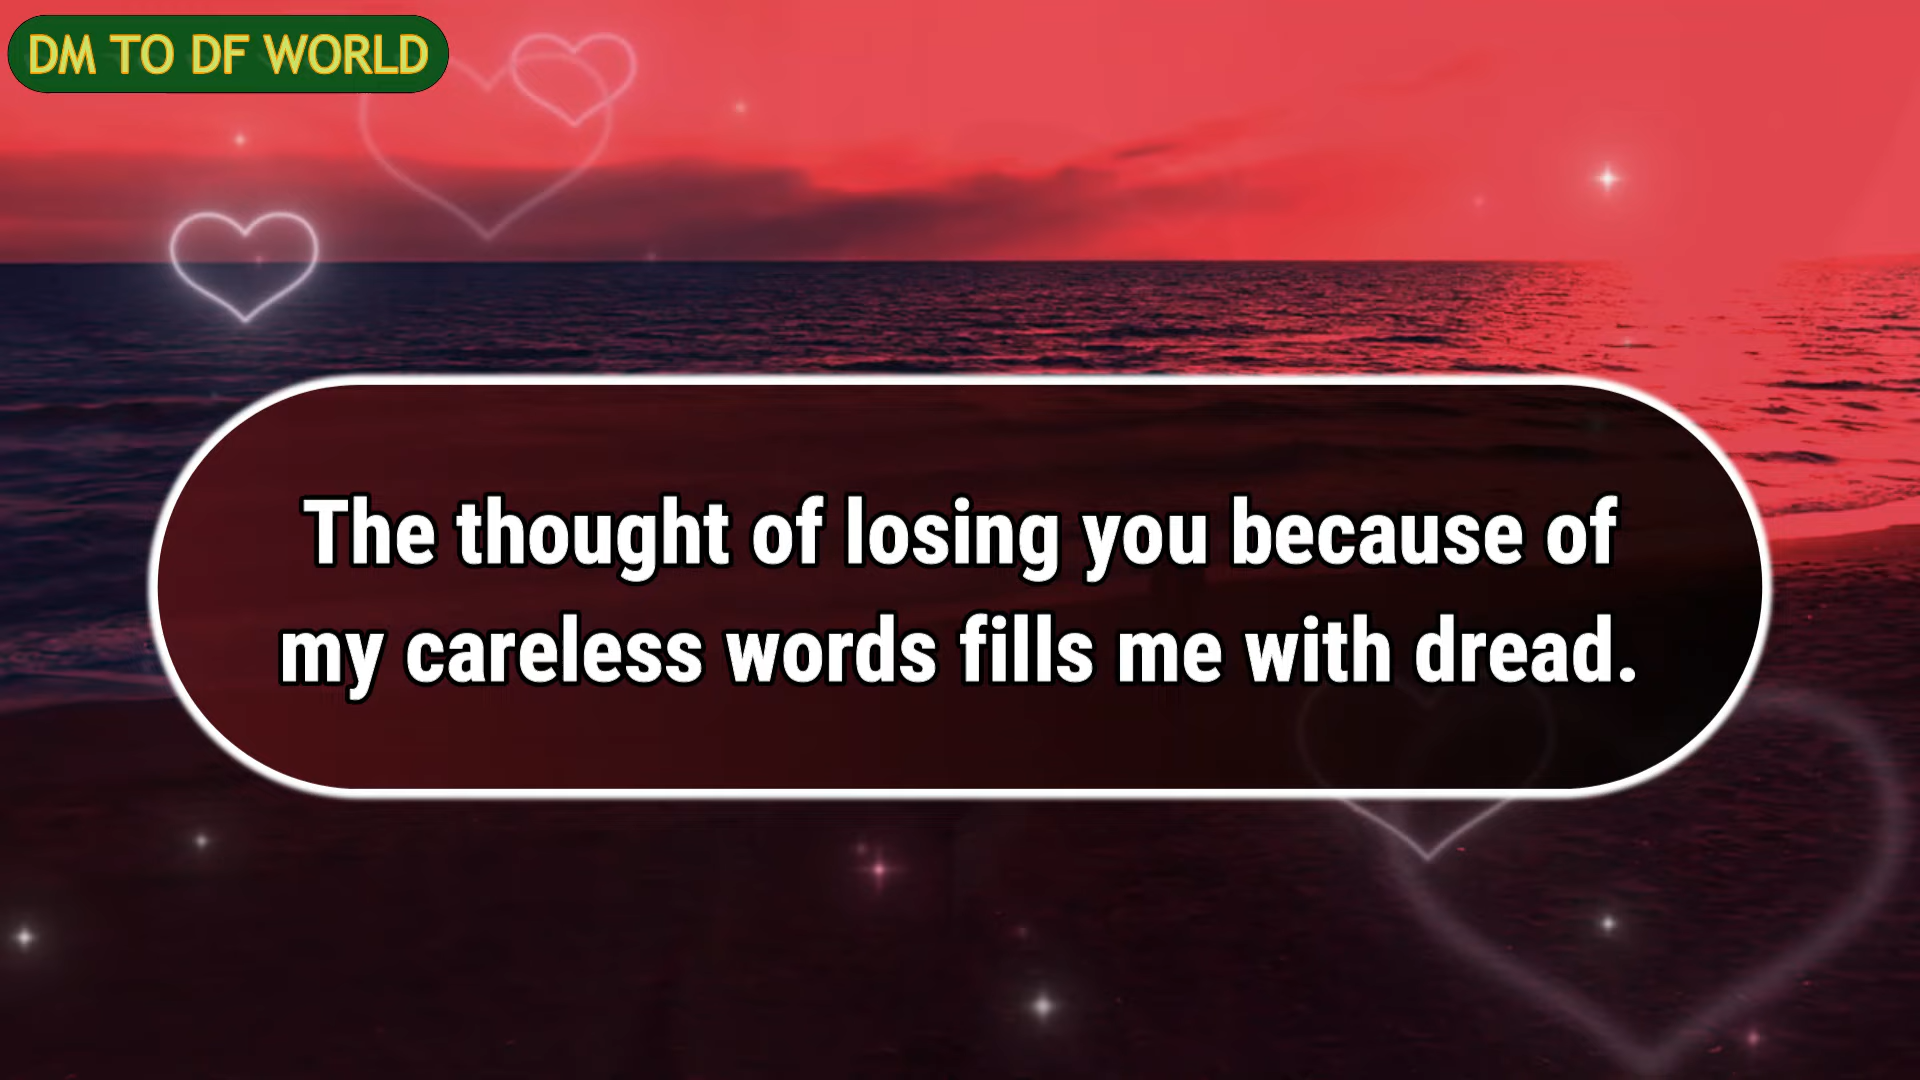 DM TO DF WORLD
The thought of losing you because of
my careless words fills me with dread.